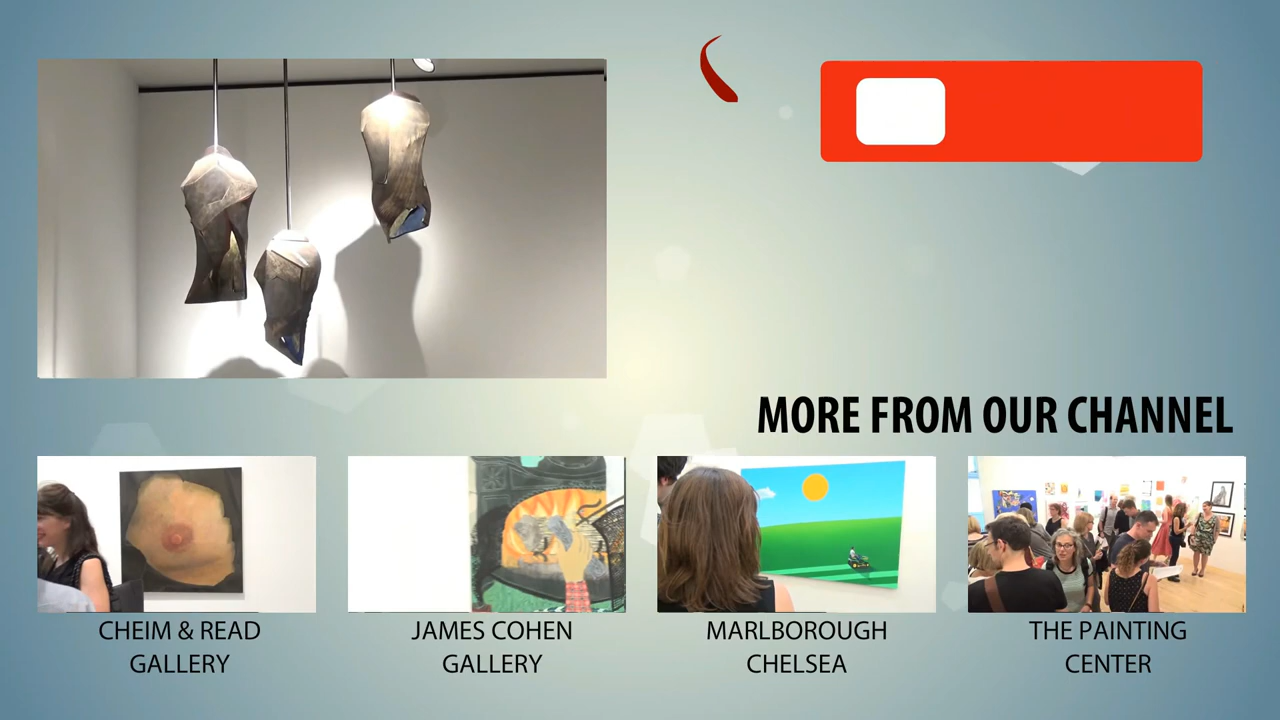 MORE FROM OUR CHANNEL
CHEIM & READ
GALLERY
JAMES COHEN
GALLERY
MARLBOROUGH
CHELSEA
THE PAINTING
CENTER